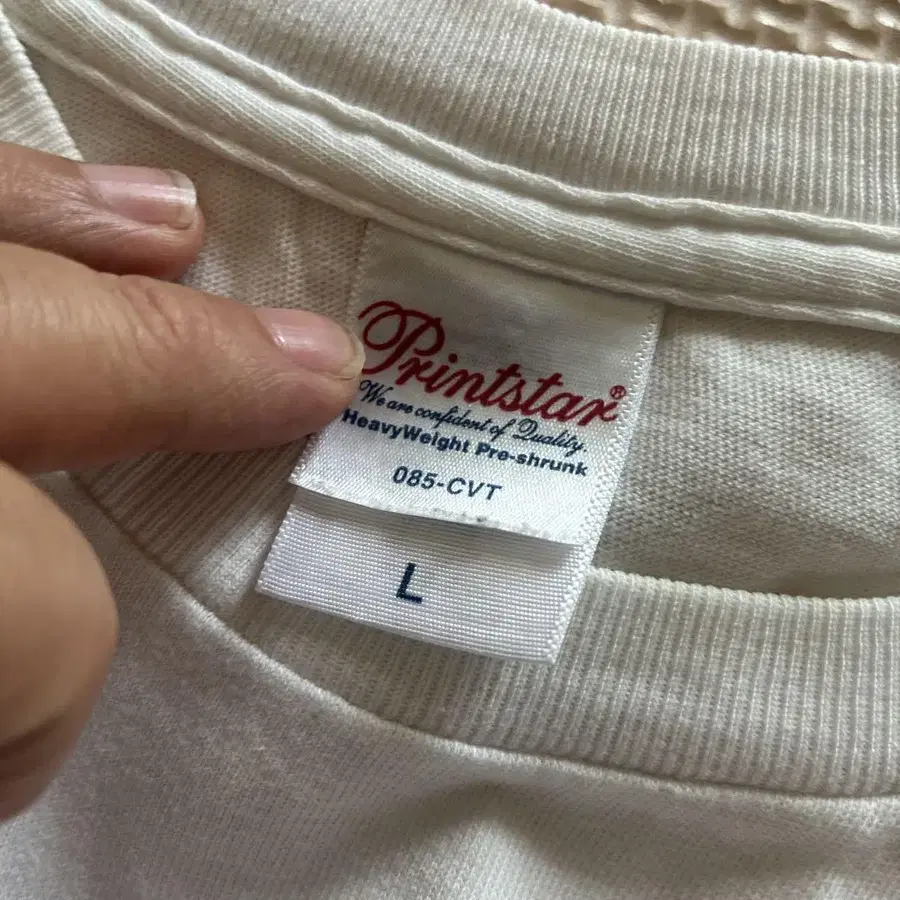 Printstar®
We are confident of Quality.
HeavyWeight Pre-shrunk
085-CVT
L